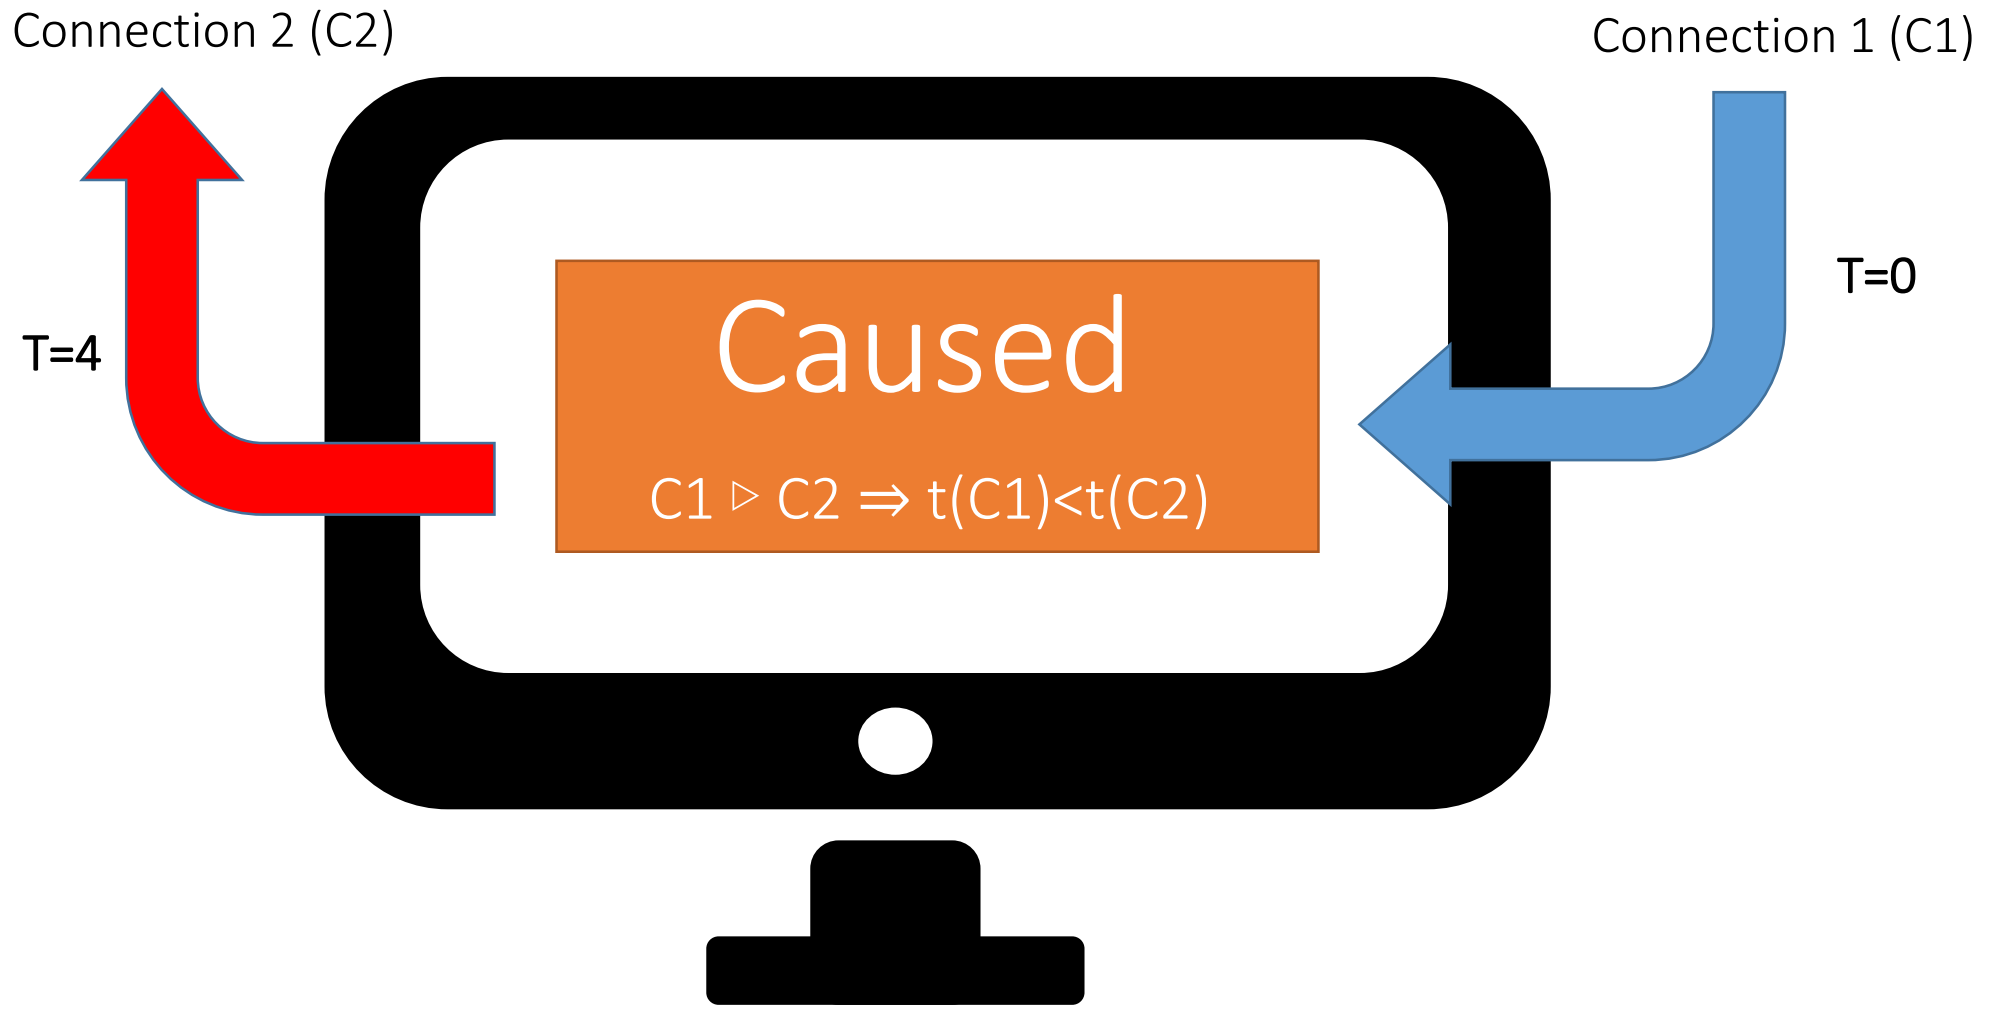 Connection 2 (C2)
Connection 1 (C1)
T=0
T=4
Caused
C1 ▷ C2 ⇒ t(C1)<t(C2)